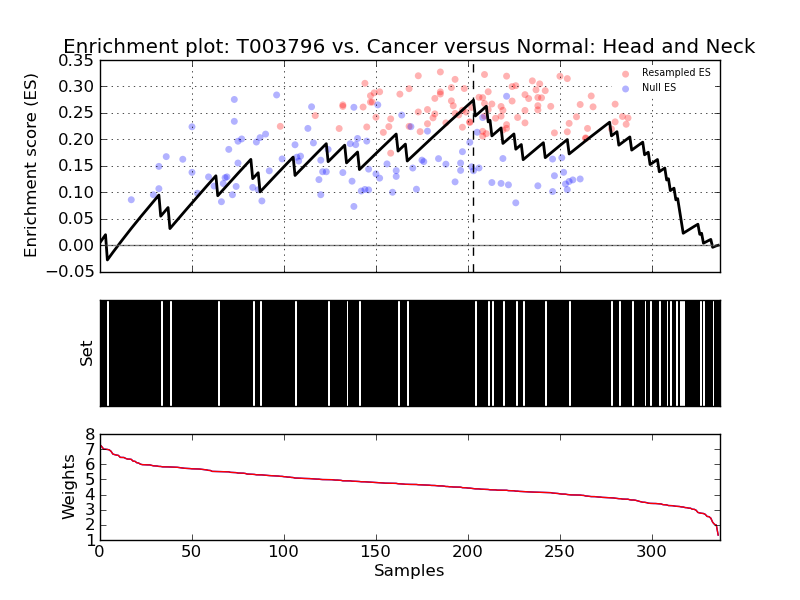 Enrichment plot: T003796 vs. Cancer versus Normal: Head and Neck
Enrichment score (ES)
0.35
0.30
0.25
0.20
0.15
0.10
0.05
0.00
−0.05
Resampled ES
Null ES
Set
Weights
8
7
6
5
4
3
2
1
0 50 100 150 200 250 300
Samples